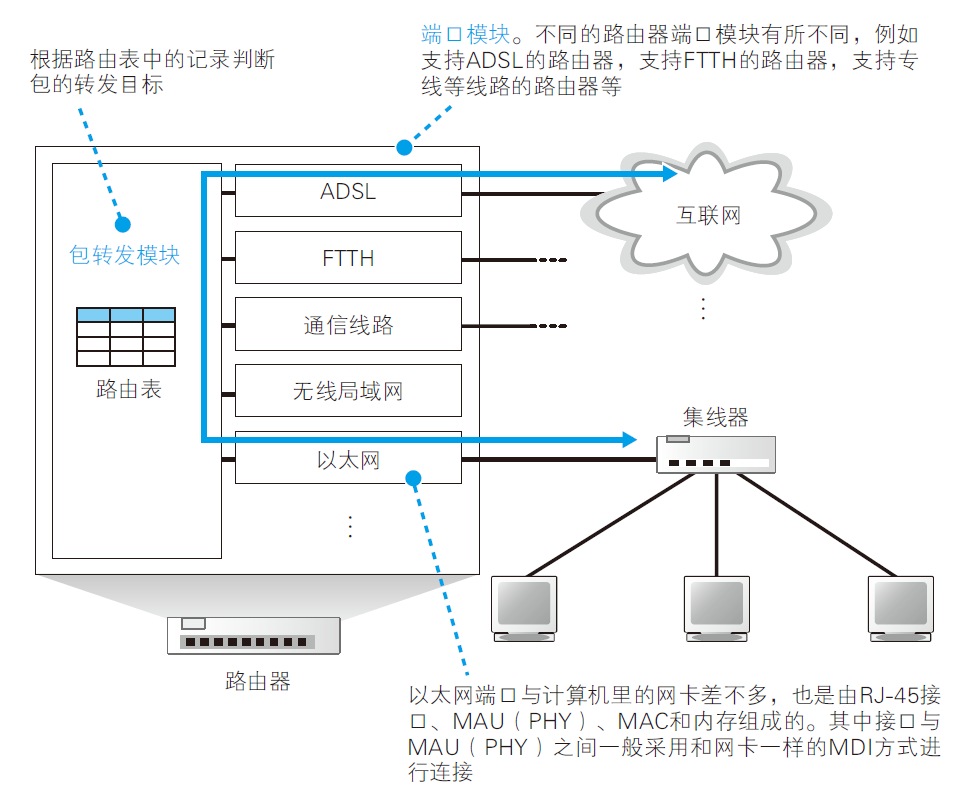 端口模块。不同的路由器端口模块有所不同，例如
支持ADSL的路由器，支持FTTH的路由器，支持专
线等线路的路由器等
根据路由表中的记录判断
包的转发目标
ADSL
互联网
包转发模块
FTTH
通信线路
路由表
无线局域网
集线器
以太网
路由器
以太网端口与计算机里的网卡差不多，也是由RJ-45接
口、MAU（PHY）、MAC和内存组成的。其中接口与
MAU（PHY）之间一般采用和网卡一样的MDI方式进
行连接